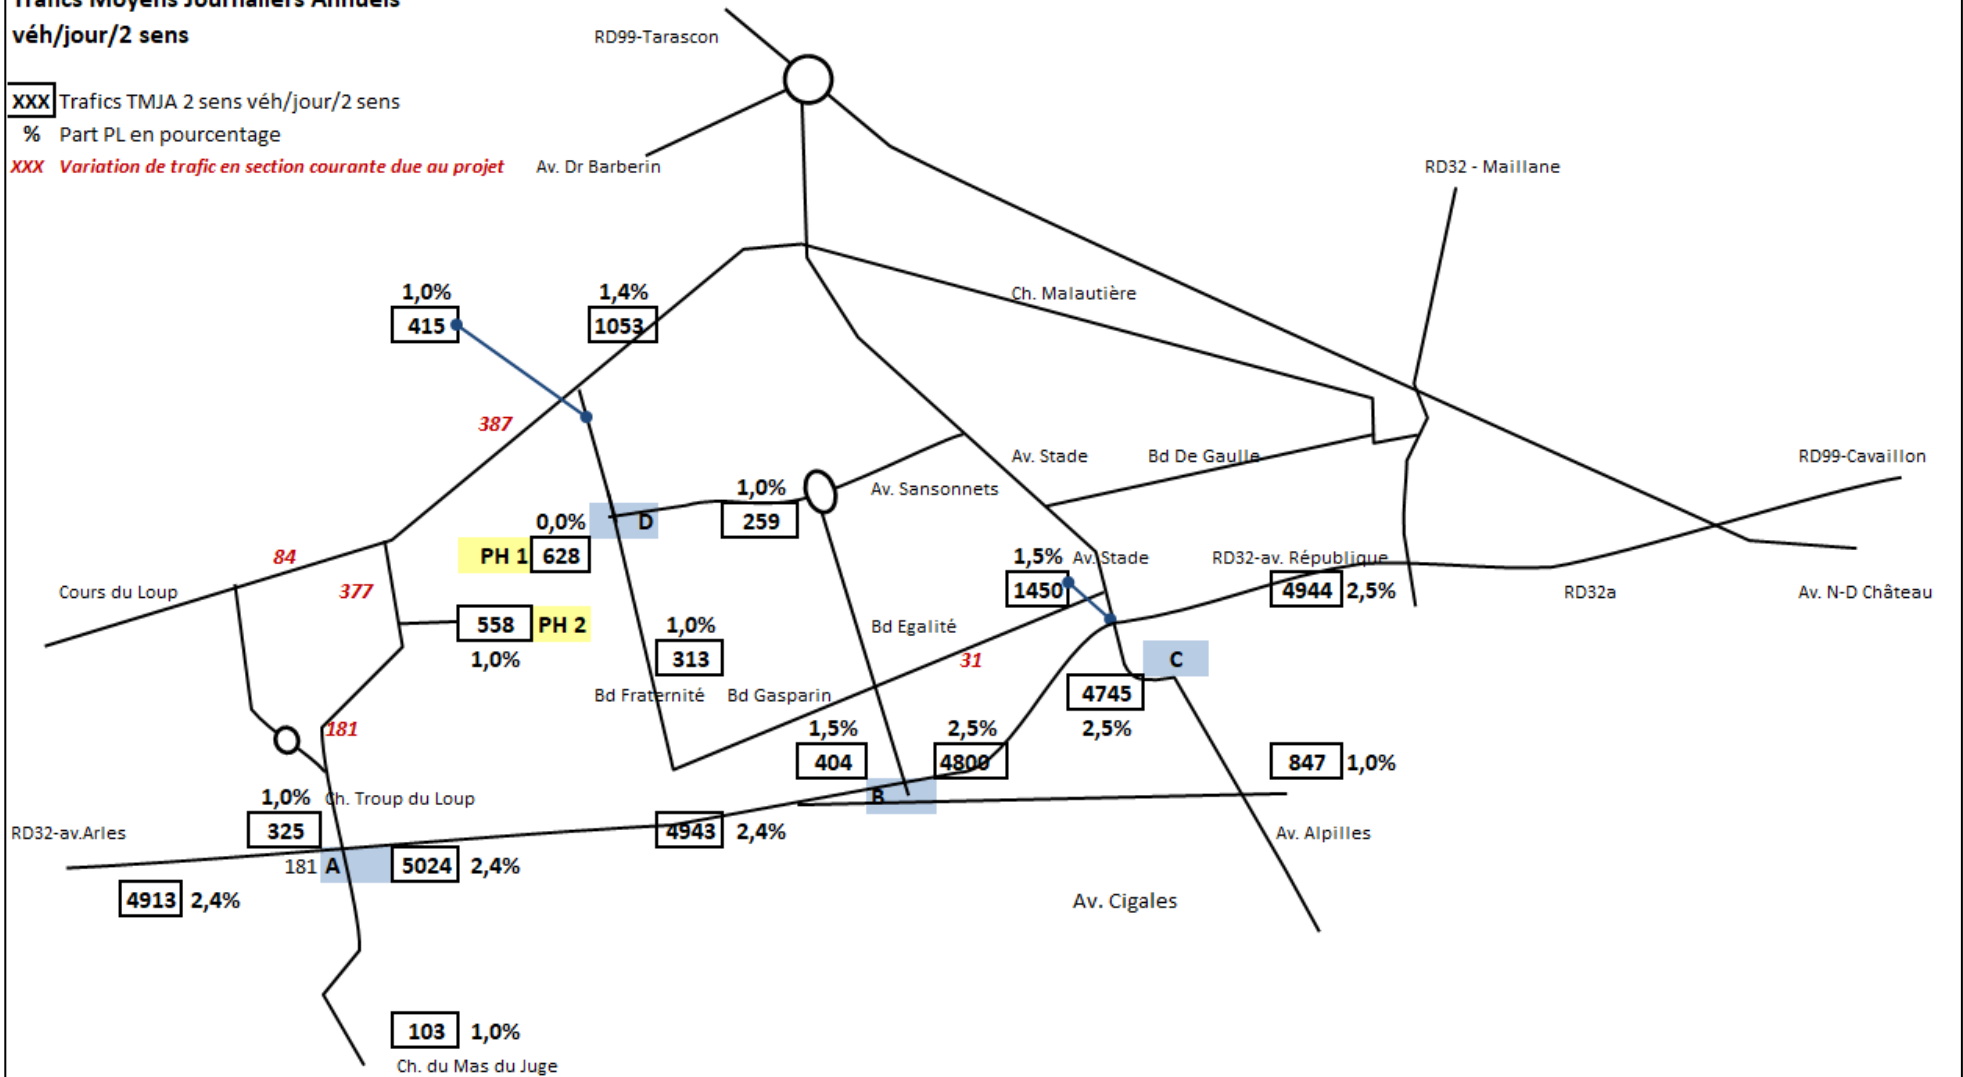 Trafics Moyens Journaliers Annuels
véh/jour/2 sens
RD99-Tarascon
XXX Trafics TMJA 2 sens véh/jour/2 sens
% Part PL en pourcentage
XXX Variation de trafic en section courante due au projet
Av. Dr Barberin
RD32 - Maillane
1,0%
1,4%
Ch. Malautière
415
1053
387
Av. Stade
Bd De Gaulle
RD99-Cavaillon
1,0%
Av. Sansonnets
0,0%
D
259
84
PH 1
628
1,5%
Av. Stade
RD32-av. République
Cours du Loup
377
1450
4944
2,5%
RD32a
Av. N-D Château
558
PH 2
1,0%
Bd Egalité
1,0%
313
31
C
Bd Fraternité
Bd Gasparin
4745
181
1,5%
2,5%
2,5%
404
4800
847
1,0%
1,0%
Ch. Troup du Loup
B
RD32-av.Arles
325
4943
2,4%
Av. Alpilles
181
A
5024
2,4%
4913
2,4%
Av. Cigales
103
1,0%
Ch. du Mas du Juge